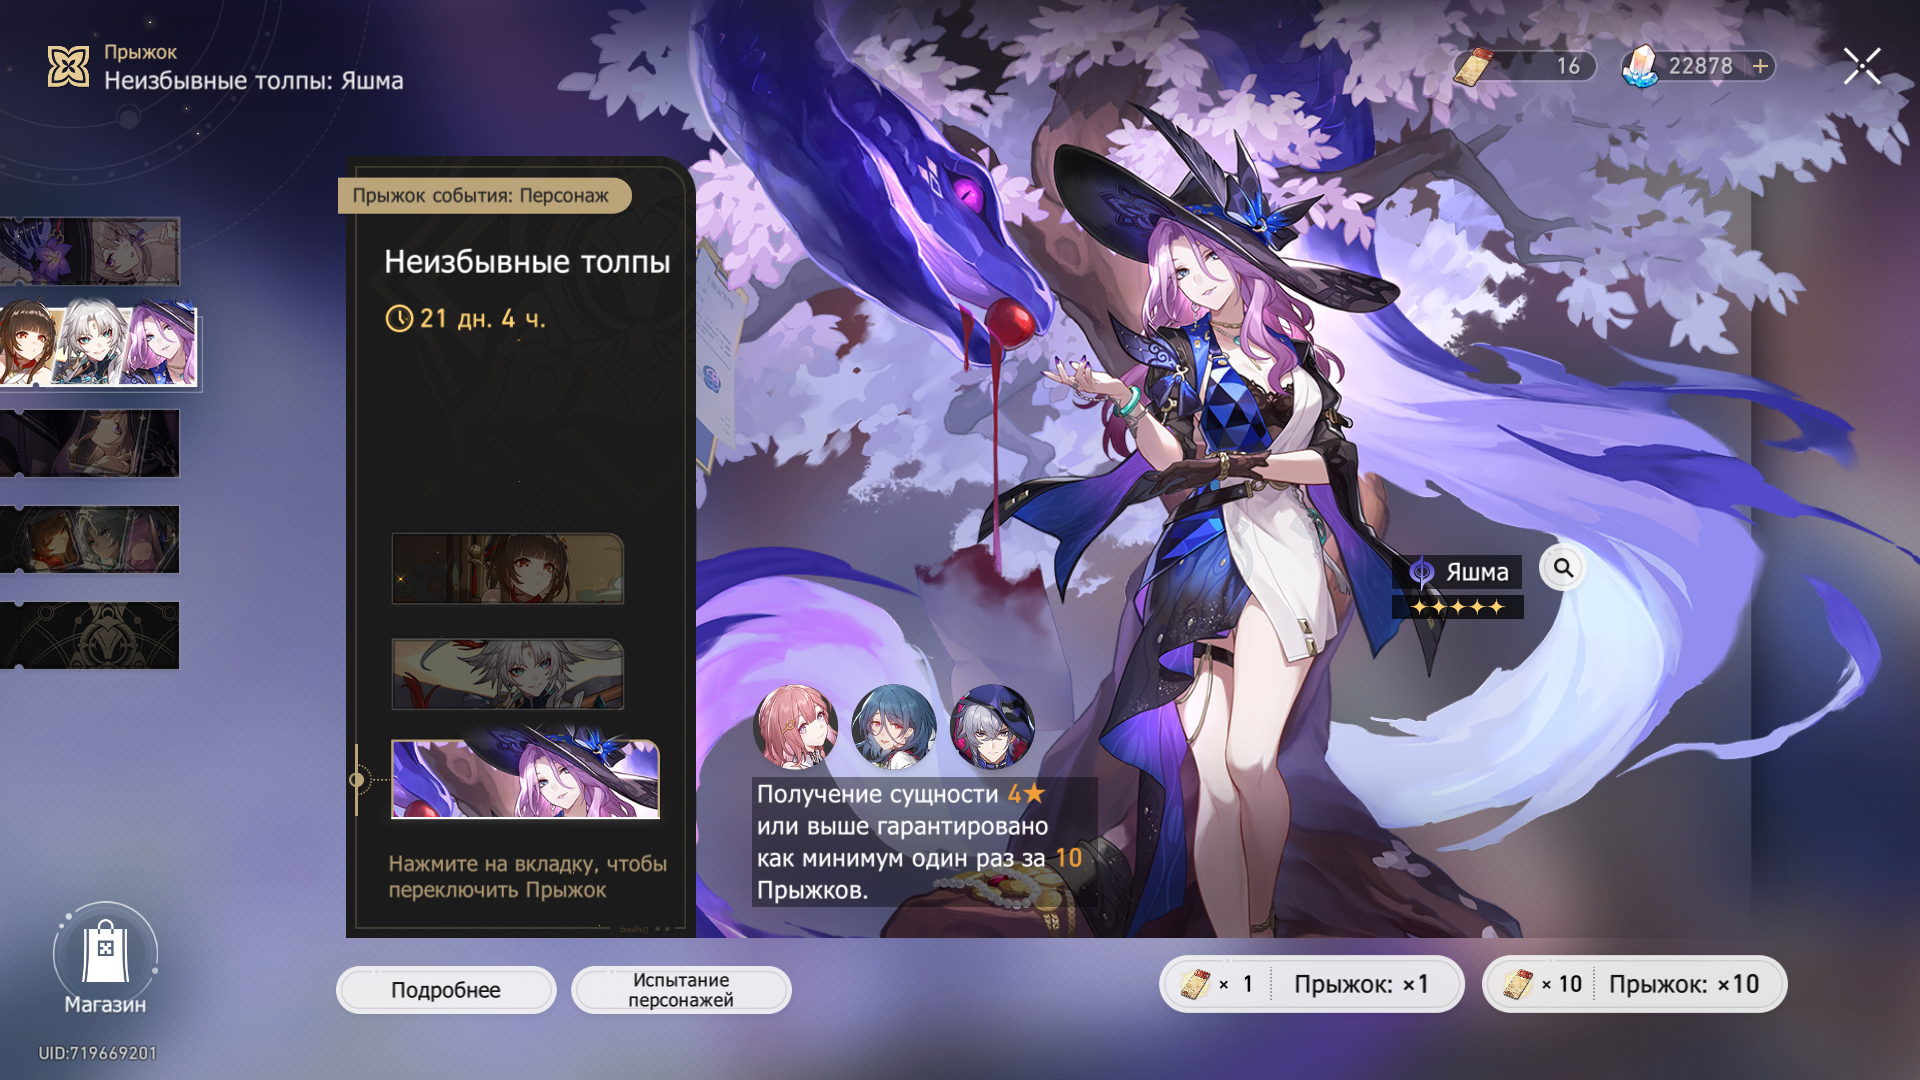 Прыжок
Неизбывные толпы: Яшма
16
22878
Прыжок события: Персонаж
Неизбывные толпы
21 дн. 4 ч.
Яшма
Получение сущности 4★
или выше гарантировано
как минимум один раз за 10
Прыжков.
Нажмите на вкладку, чтобы
переключить Прыжок
Магазин
Подробнее
Испытание
персонажей
× 1 Прыжок: ×1
× 10 Прыжок: ×10
UID:719669201